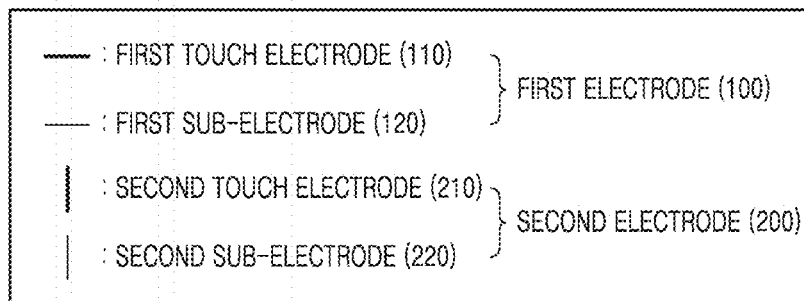 : FIRST TOUCH ELECTRODE (110)
FIRST ELECTRODE (100)
: FIRST SUB-ELECTRODE (120)
: SECOND TOUCH ELECTRODE (210)
SECOND ELECTRODE (200)
: SECOND SUB-ELECTRODE (220)